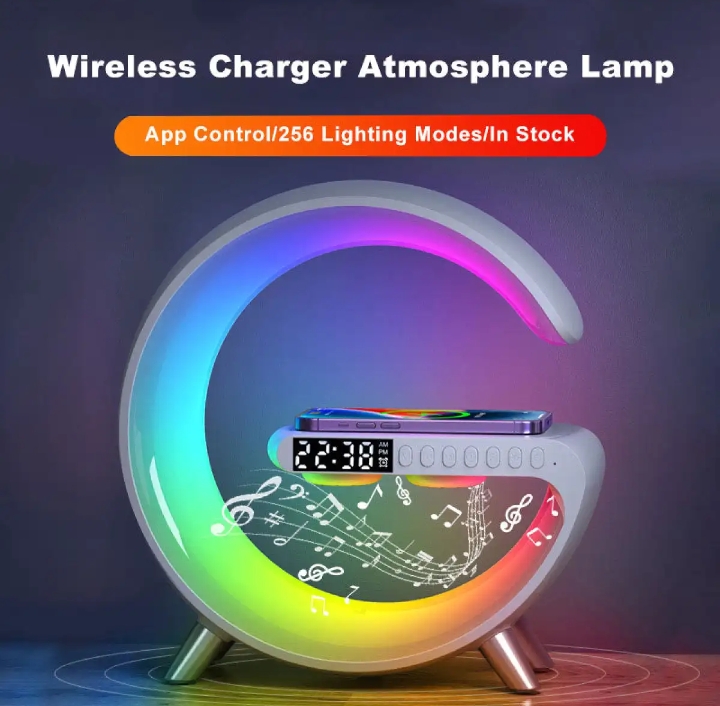 Wireless Charger Atmosphere Lamp
App Control/256 Lighting Modes/In Stock
22:38
AM
PM